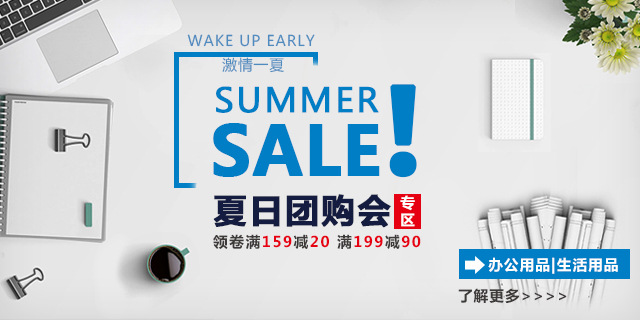 WAKE UP EARLY
激情一夏
SUMMER
SALE!
夏日团购会 专区
领卷满159减20 满199减90
办公用品|生活用品
了解更多>>>>